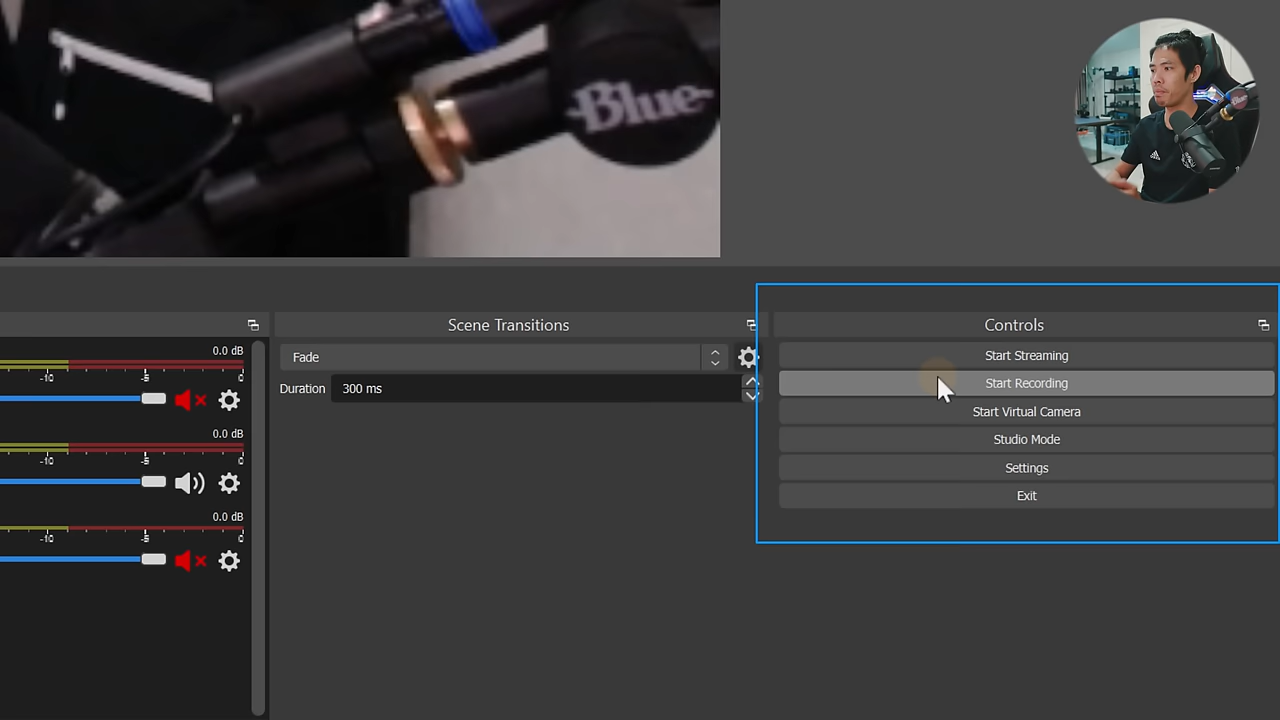 Blue
Scene Transitions
Controls
0.0 dB
-10 -5 0
Fade
Duration 300 ms
Start Streaming
Start Recording
Start Virtual Camera
Studio Mode
Settings
Exit
0.0 dB
-10 -5 0
0.0 dB
-10 -5 0